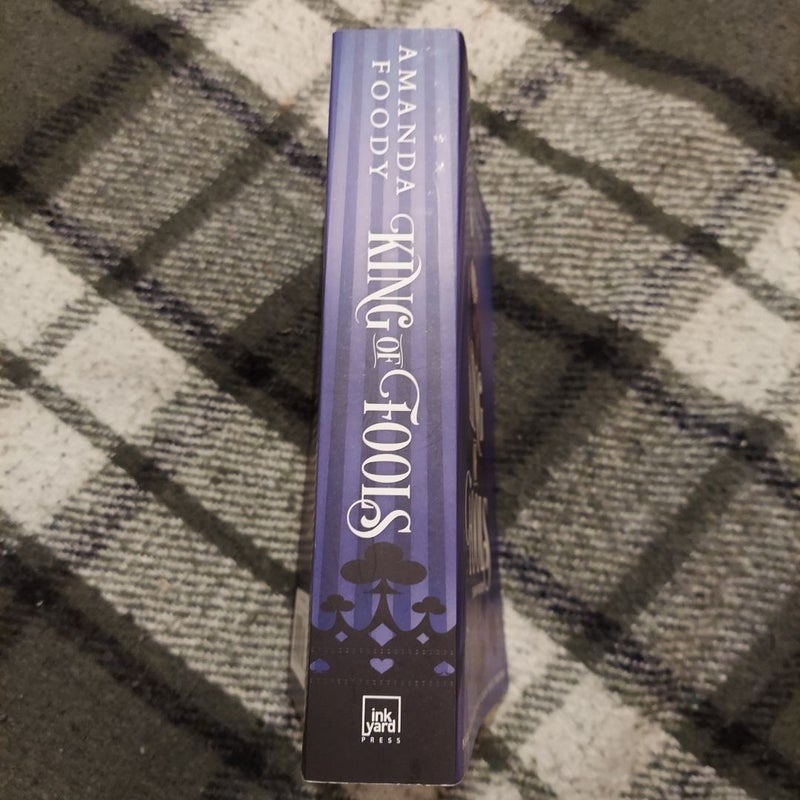 AMANDA
FOODY
KING OF FOOLS
ink
yard
PRESS